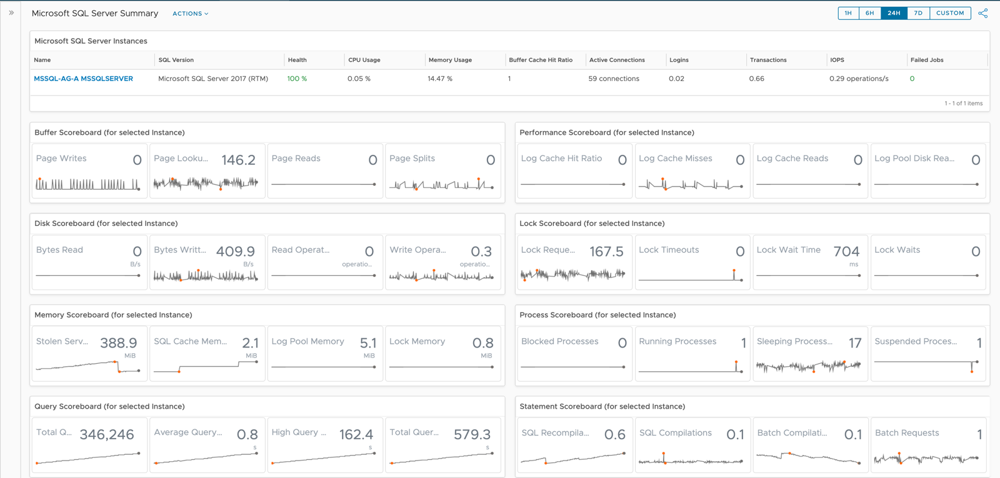 »
Microsoft SQL Server Summary ACTIONS
1H 6H 24H 7D CUSTOM
Microsoft SQL Server Instances
Name SQL Version Health CPU Usage Memory Usage Buffer Cache Hit Ratio Active Connections Logins Transactions IOPS Failed Jobs
MSSQL-AG-A MSSQLSERVER Microsoft SQL Server 2017 (RTM) 100 % 0.05 % 14.47 % 1 59 connections 0.02 0.66 0.29 operations/s 0
1 - 1 of 1 items
Buffer Scoreboard (for selected Instance)
Page Writes 0
Page Looku... 146.2
Page Reads 0
Page Splits 0
Performance Scoreboard (for selected Instance)
Log Cache Hit Ratio 0
Log Cache Misses 0
Log Cache Reads 0
Log Pool Disk Rea... 0
Disk Scoreboard (for selected Instance)
Bytes Read 0
B/s
Bytes Writt... 409.9
B/s
Read Operat... 0
operatio...
Write Opera... 0.3
operatio...
Lock Scoreboard (for selected Instance)
Lock Reque... 167.5
Lock Timeouts 0
Lock Wait Time 704
ms
Lock Waits 0
Memory Scoreboard (for selected Instance)
Stolen Serv... 388.9
MiB
SQL Cache Mem... 2.1
MiB
Log Pool Memory 5.1
MiB
Lock Memory 0.8
MiB
Process Scoreboard (for selected Instance)
Blocked Processes 0
Running Processes 1
Sleeping Process... 17
Suspended Proces... 1
Query Scoreboard (for selected Instance)
Total Q... 346,246
Average Query... 0.8
s
High Query ... 162.4
s
Total Quer... 579.3
s
Statement Scoreboard (for selected Instance)
SQL Recompila... 0.6
SQL Compilations 0.1
Batch Compilati... 0.1
Batch Requests 1